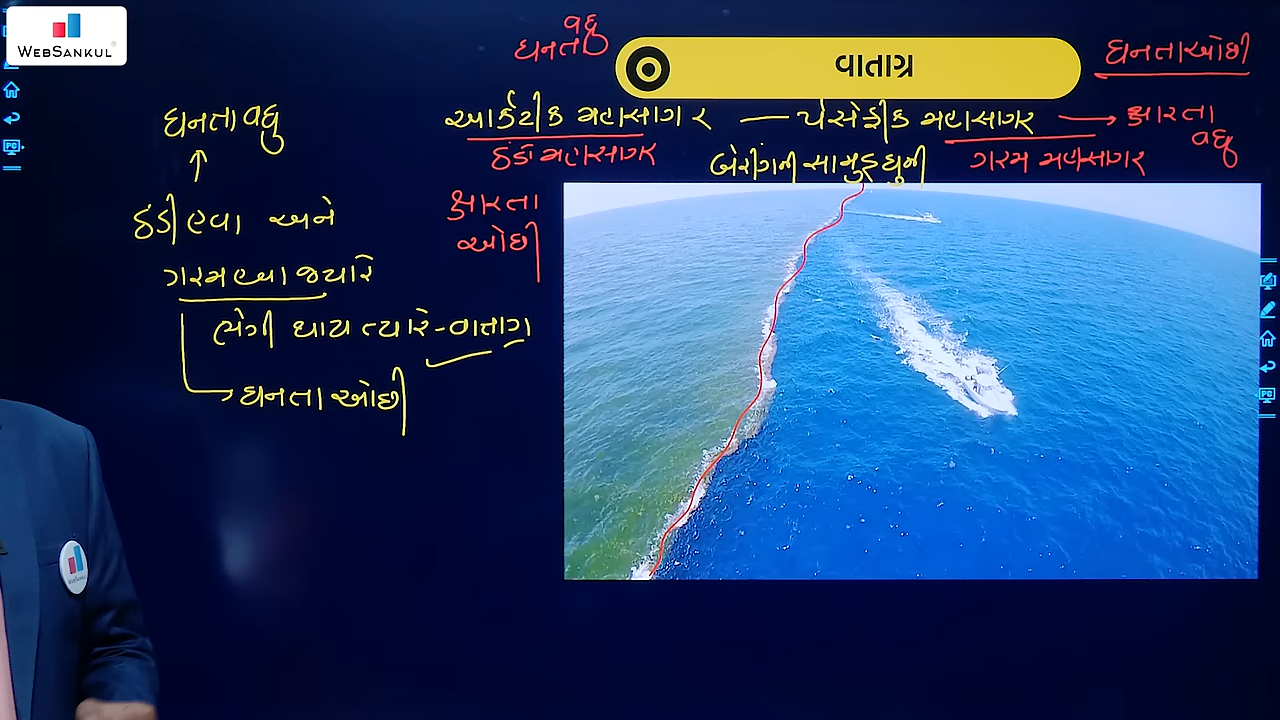 WEBSANKUL
વાતાગ્ર
ઘનતા વધુ
ઘનતા ઓછી
આર્કટીક મહાસાગર — પેસેફીક મહાસાગર → ક્ષારતા વધુ
ઠંડા મહાસાગર
ગરમ મહાસાગર
બેરીંગની સામુદ્રધુની
ક્ષારતા
ઓછી
ઘનતા વધુ
ઠંડી હવા અને
ગરમ હવા જ્યારે
ભેગી થાય ત્યારે - વાતાગ્ર
ઘનતા ઓછી
WEBSANKUL